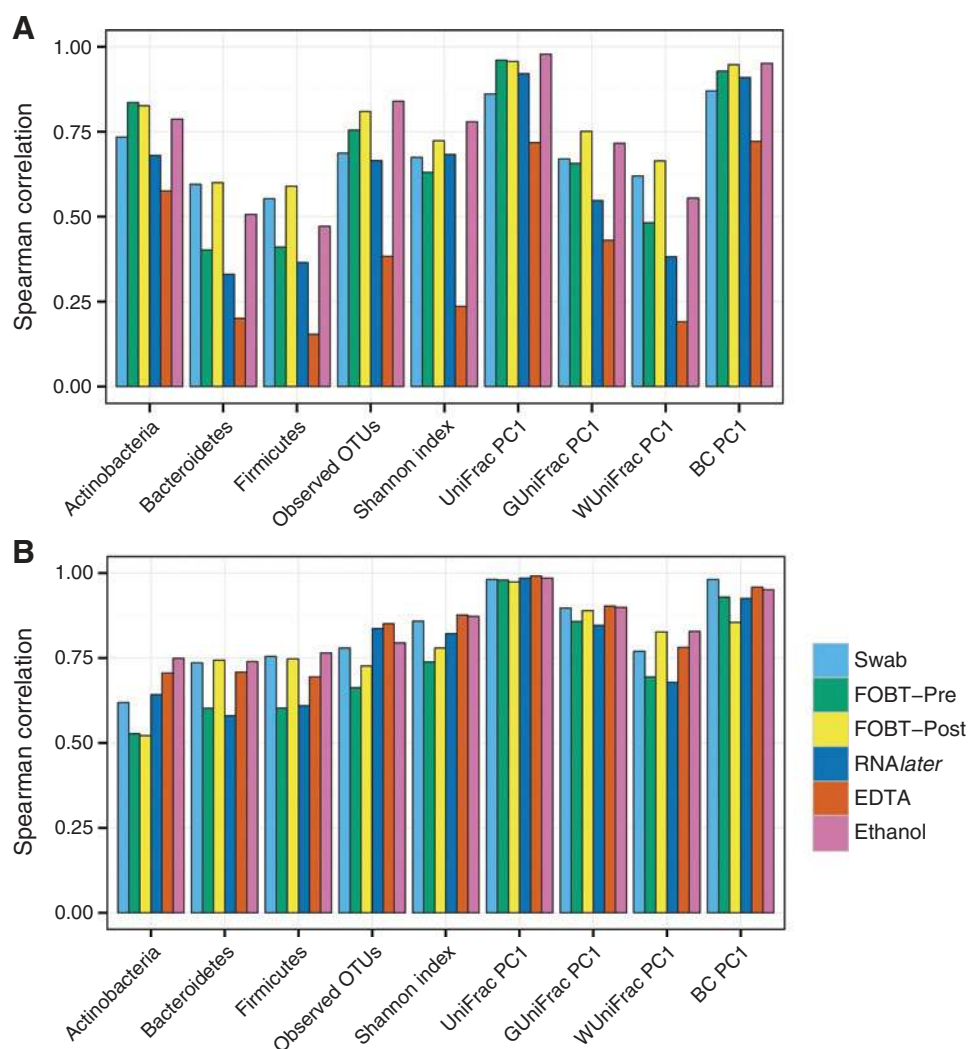 A
Spearman correlation
1.00
0.75
0.50
0.25
0.00
Actinobacteria
Bacteroidetes
Firmicutes
Observed OTUs
Shannon index
UniFrac PC1
GUniFrac PC1
WUniFrac PC1
BC PC1
B
Spearman correlation
1.00
0.75
0.50
0.25
0.00
Actinobacteria
Bacteroidetes
Firmicutes
Observed OTUs
Shannon index
UniFrac PC1
GUniFrac PC1
WUniFrac PC1
BC PC1
Swab
FOBT−Pre
FOBT−Post
RNAlater
EDTA
Ethanol